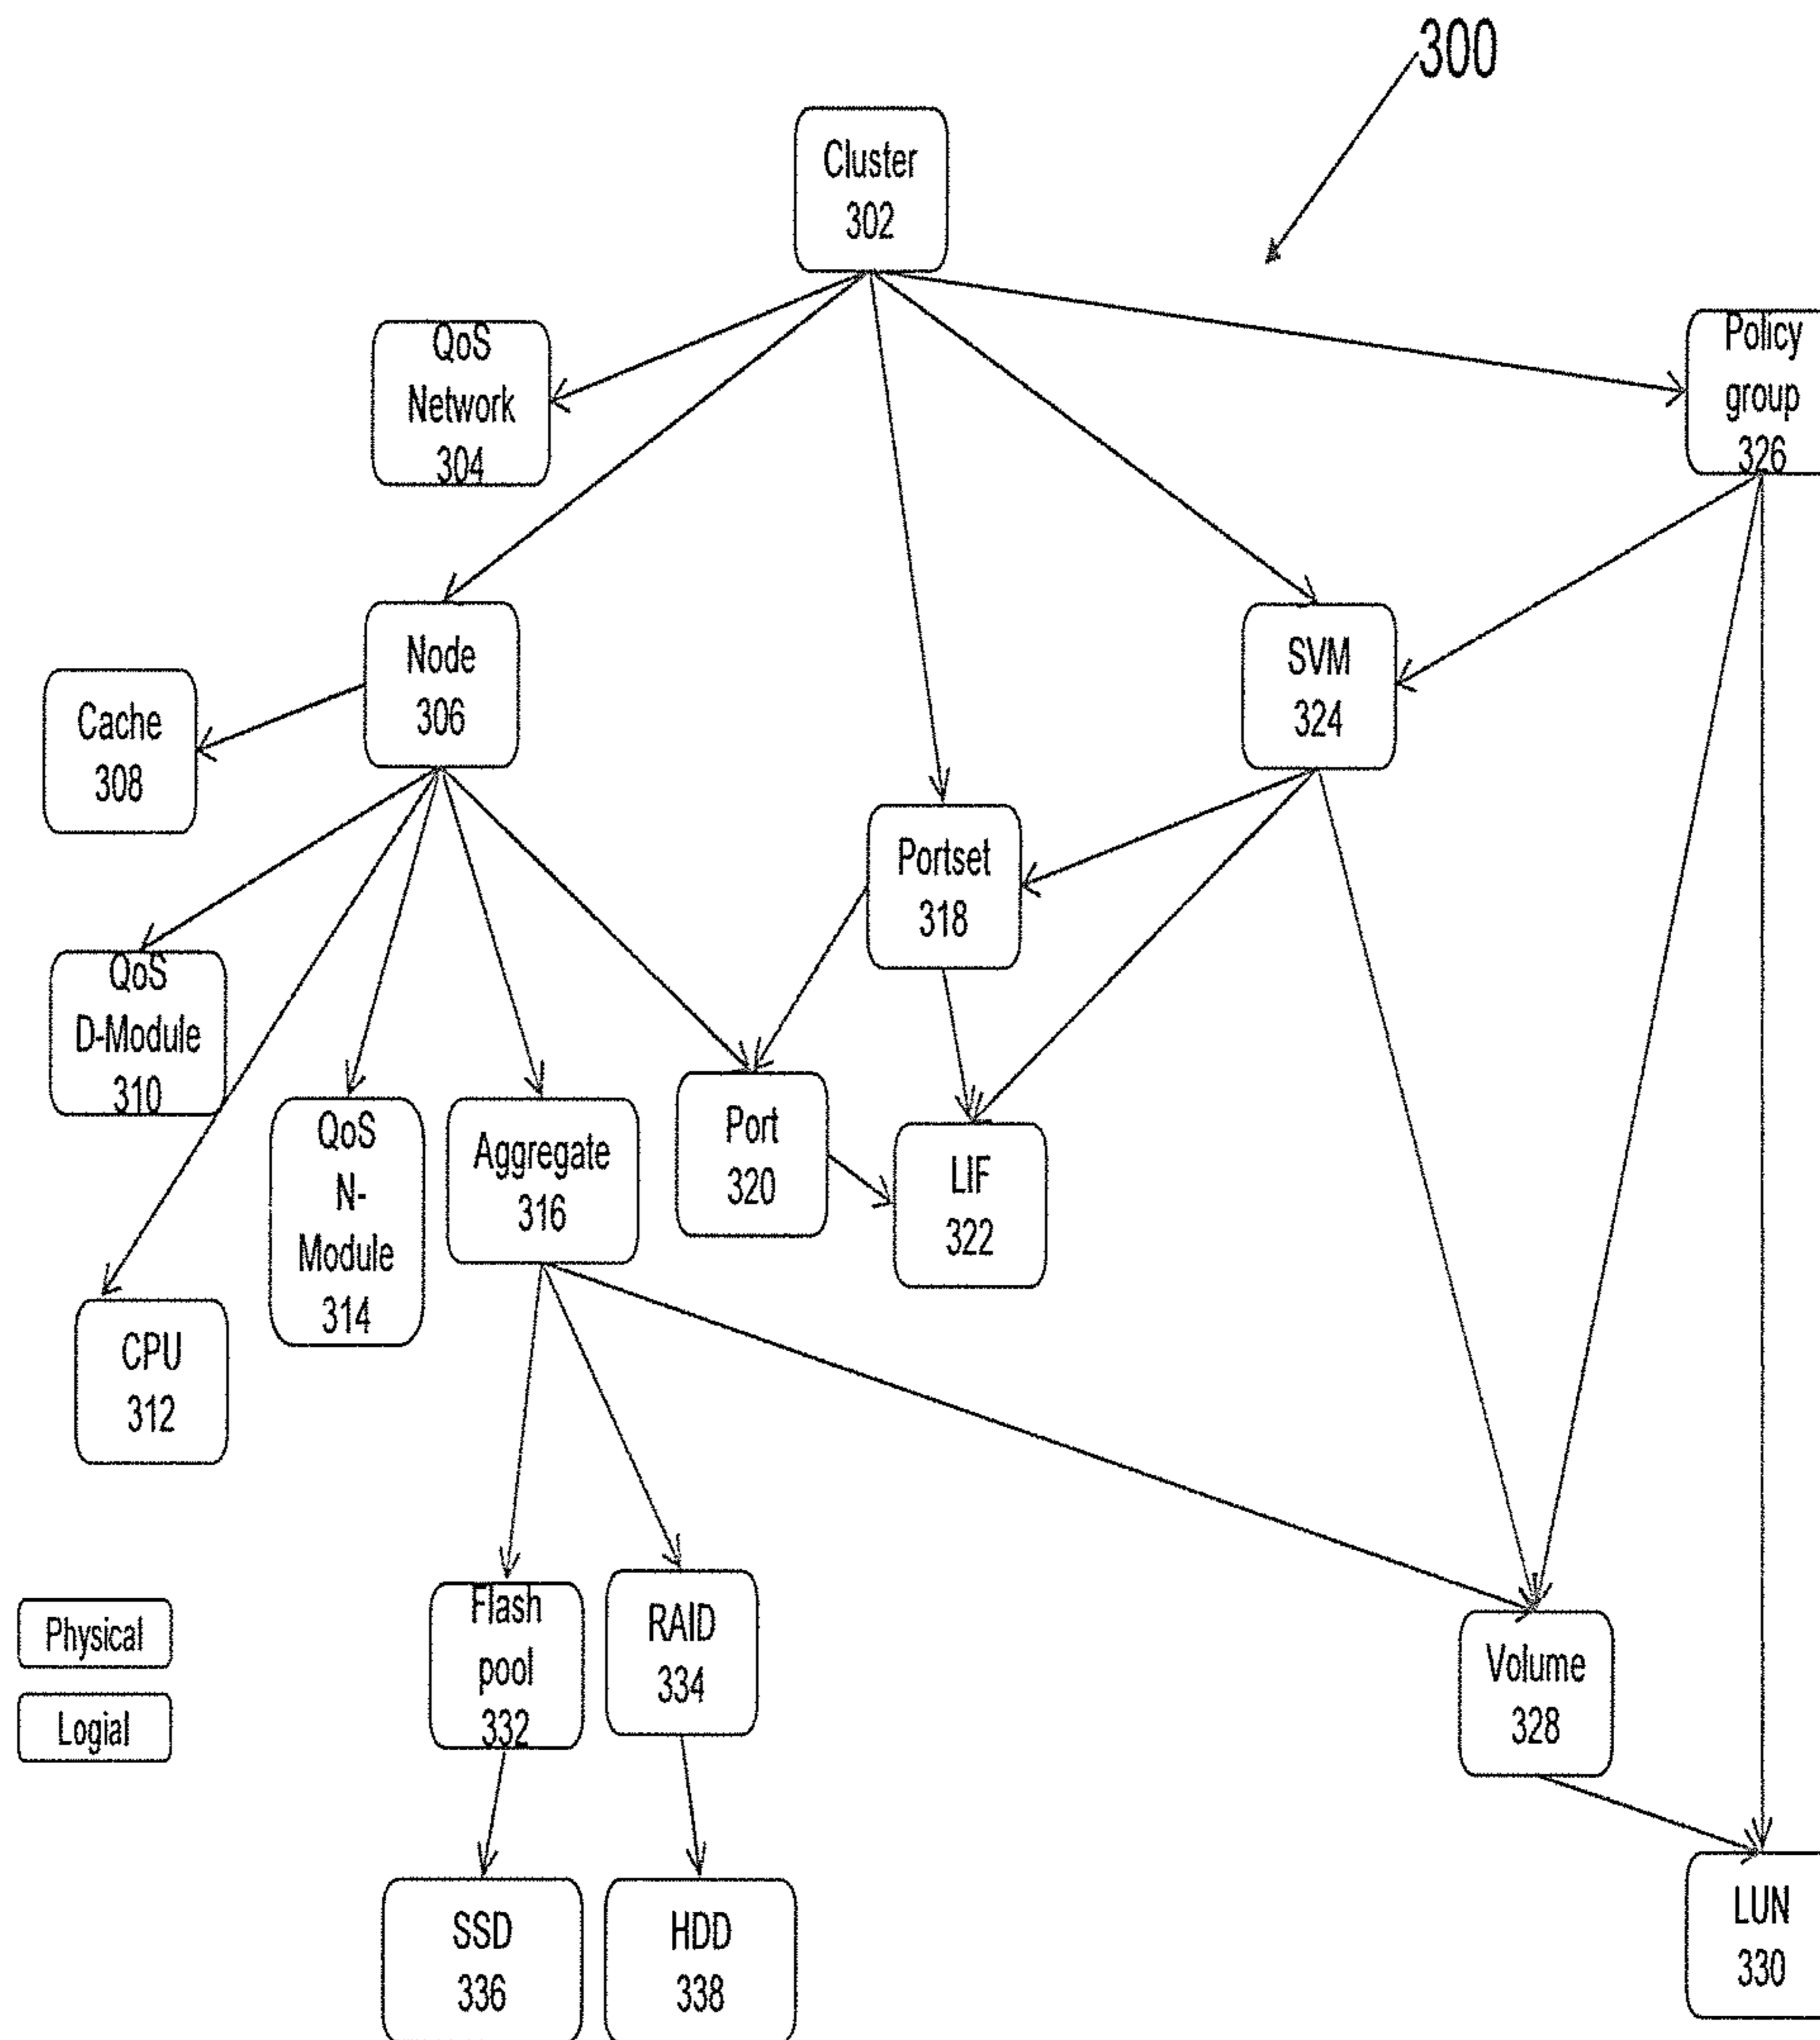 300
Cluster
302
QoS
Network
304
Policy
group
326
Node
306
SVM
324
Cache
308
Portset
318
QoS
D-Module
310
QoS
N-
Module
314
Aggregate
316
Port
320
LIF
322
CPU
312
Flash
pool
332
RAID
334
Physical
Logial
Volume
328
SSD
336
HDD
338
LUN
330